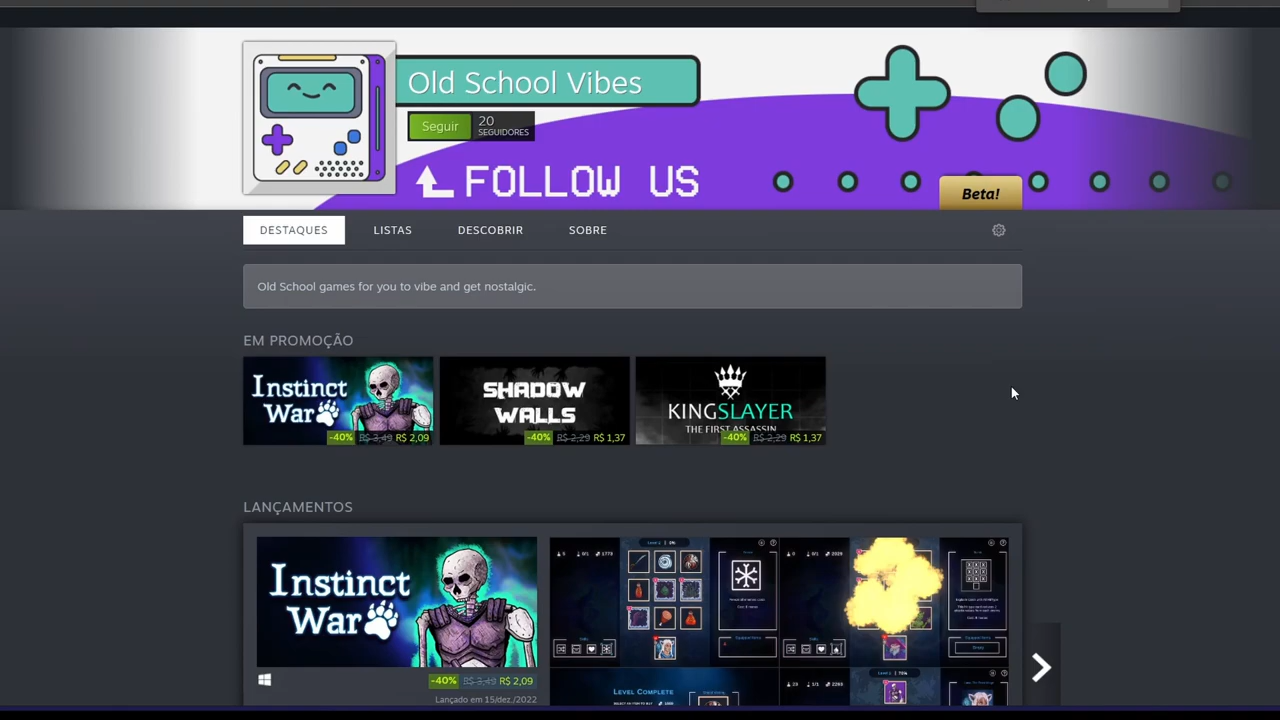 Old School Vibes
Seguir
20
SEGUIDORES
FOLLOW US
Beta!
DESTAQUES
LISTAS
DESCOBRIR
SOBRE
Old School games for you to vibe and get nostalgic.
EM PROMOÇÃO
Instinct
War
-40% R$ 3,49 R$ 2,09
SHADOW
WALLS
-40% R$ 2,29 R$ 1,37
KINGSLAYER
THE FIRST ASSASSIN
-40% R$ 2,29 R$ 1,37
LANÇAMENTOS
Instinct
War
-40% R$ 3,49 R$ 2,09
Lançado em 15/dez./2022
LEVEL COMPLETE